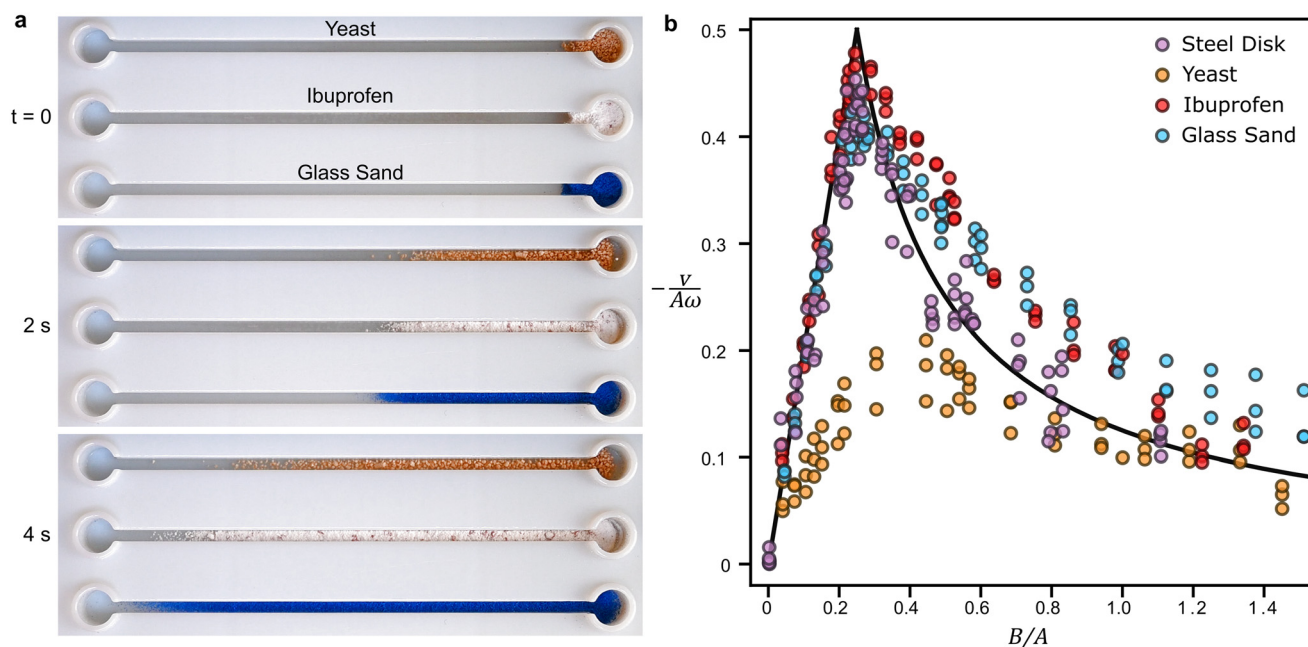 a
Yeast
Ibuprofen
t = 0
Glass Sand
2 s
4 s
b
Steel Disk
Yeast
Ibuprofen
Glass Sand
0.5
0.4
0.3
0.2
0.1
0
− v / Aω
0 0.2 0.4 0.6 0.8 1.0 1.2 1.4
B/A